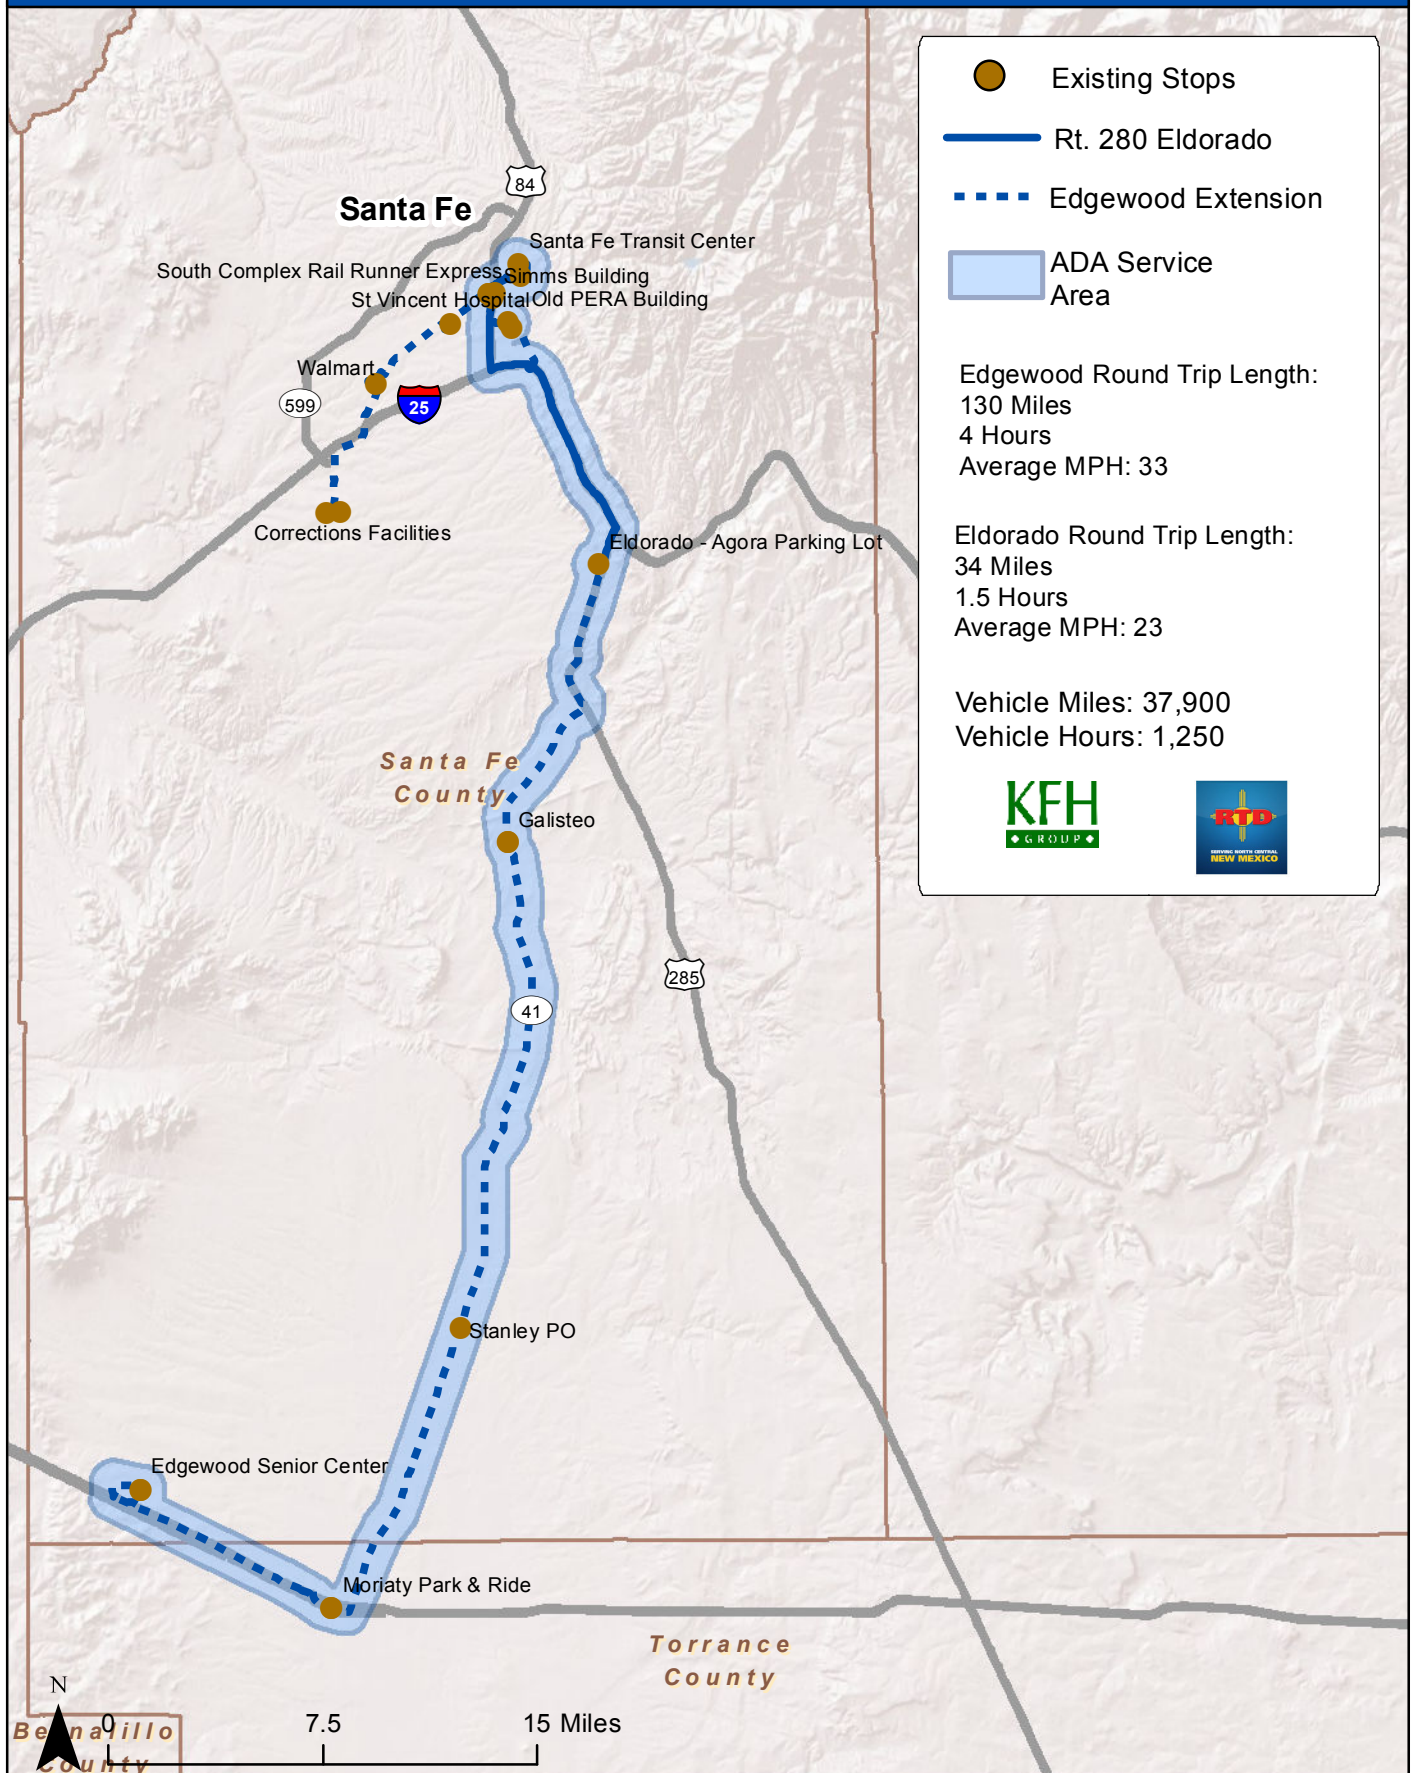 Existing Stops
Rt. 280 Eldorado
Edgewood Extension
ADA Service
Area
Edgewood Round Trip Length:
130 Miles
4 Hours
Average MPH: 33
Eldorado Round Trip Length:
34 Miles
1.5 Hours
Average MPH: 23
Vehicle Miles: 37,900
Vehicle Hours: 1,250
KFH
GROUP
RTD
SERVING NORTH CENTRAL
NEW MEXICO
84
Santa Fe
Santa Fe Transit Center
South Complex Rail Runner Express
Simms Building
St Vincent Hospital
Old PERA Building
Walmart
599
25
Corrections Facilities
Eldorado - Agora Parking Lot
Santa Fe
County
Galisteo
285
41
Stanley PO
Edgewood Senior Center
Moriaty Park & Ride
Torrance
County
N
0 7.5 15 Miles
Bernalillo
County